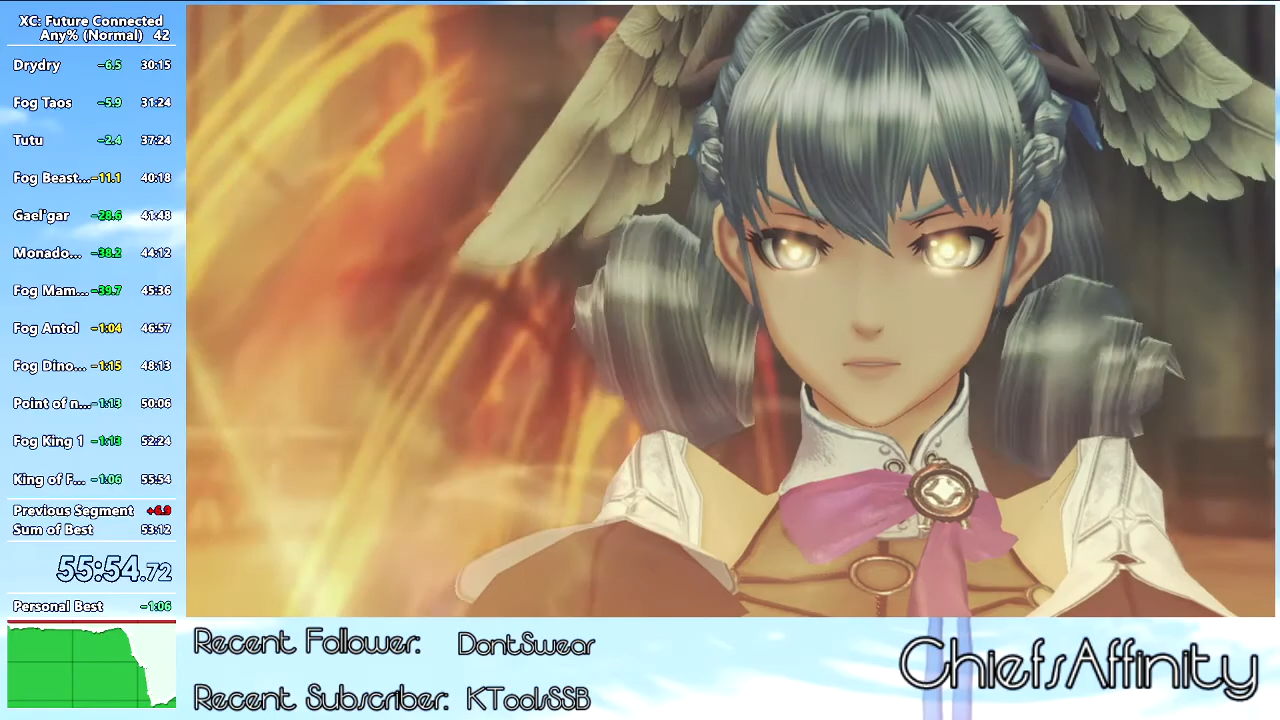 XC: Future Connected
Any% (Normal) 42
Drydry -6.5 30:15
Fog Taos -5.9 31:24
Tutu -2.4 37:24
Fog Beast... -11.1 40:18
Gael'gar -28.6 41:48
Monado... -38.2 44:12
Fog Mam... -39.7 45:36
Fog Antol -1:04 46:57
Fog Dino... -1:15 48:13
Point of n... -1:13 50:06
Fog King 1 -1:13 52:24
King of F... -1:06 55:54
Previous Segment
Sum of Best 53:12
55:54.72
Personal Best -1:06
Recent Follower: DontSwear
Recent Subscriber: KToolsSSB
ChiefsAffinity